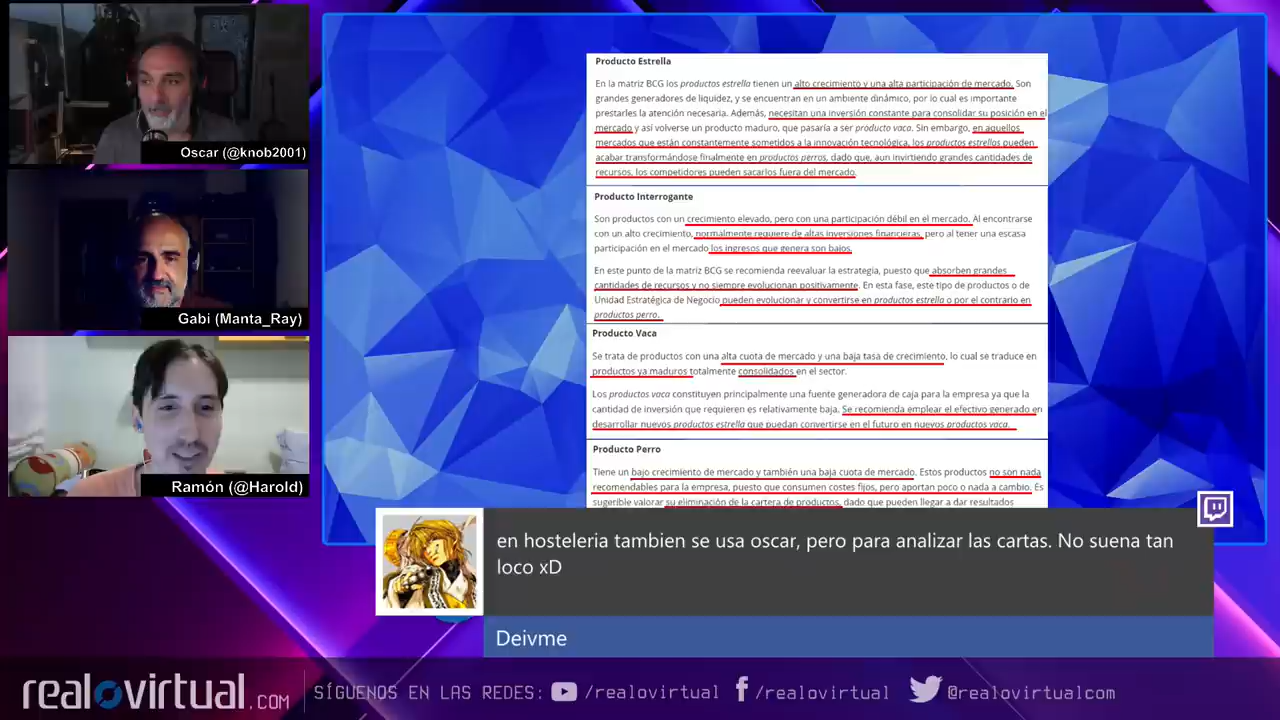 Oscar (@knob2001)
Gabi (Manta_Ray)
Ramón (@Harold)
Producto Estrella
En la matriz BCG los productos estrella tienen un alto crecimiento y una alta participación de mercado. Son
grandes generadores de liquidez, y se encuentran en un ambiente dinámico, por lo cual es importante
prestarles la atención necesaria. Además, necesitan una inversión constante para consolidar su posición en el
mercado y así volverse un producto maduro, que pasaría a ser producto vaca. Sin embargo, en aquellos
mercados que están constantemente sometidos a la innovación tecnológica, los productos estrellos pueden
acabar transformándose finalmente en productos perros, dado que, aun invirtiendo grandes cantidades de
recursos, los competidores pueden sacarlos fuera del mercado.
Producto Interrogante
Son productos con un crecimiento elevado, pero con una participación débil en el mercado. Al encontrarse
con un alto crecimiento, normalmente requiere de altas inversiones financieras, pero al tener una escasa
participación en el mercado los ingresos que genera son bajos.
En este punto de la matriz BCG se recomienda reevaluar la estrategia, puesto que absorben grandes
cantidades de recursos y no siempre evolucionan positivamente. En esta fase, este tipo de productos o de
Unidad Estratégica de Negocio pueden evolucionar y convertirse en productos estrella o por el contrario en
productos perro.
Producto Vaca
Se trata de productos con una alta cuota de mercado y una baja tasa de crecimiento, lo cual se traduce en
productos ya maduros totalmente consolidados en el sector.
Los productos vaca constituyen principalmente una fuente generadora de caja para la empresa ya que la
cantidad de inversión que requieren es relativamente baja. Se recomienda emplear el efectivo generado en
desarrollar nuevos productos estrella que puedan convertirse en el futuro en nuevos productos vaca.
Producto Perro
Tiene un bajo crecimiento de mercado y también una baja cuota de mercado. Estos productos no son nada
recomendables para la empresa, puesto que consumen costes fijos, pero aportan poco o nada a cambio. Es
sugerible valorar su eliminación de la cartera de productos, dado que pueden llegar a dar resultados
en hosteleria tambien se usa oscar, pero para analizar las cartas. No suena tan
loco xD
Deivme
realovirtual.com
SÍGUENOS EN LAS REDES: /realovirtual /realovirtual @realovirtual